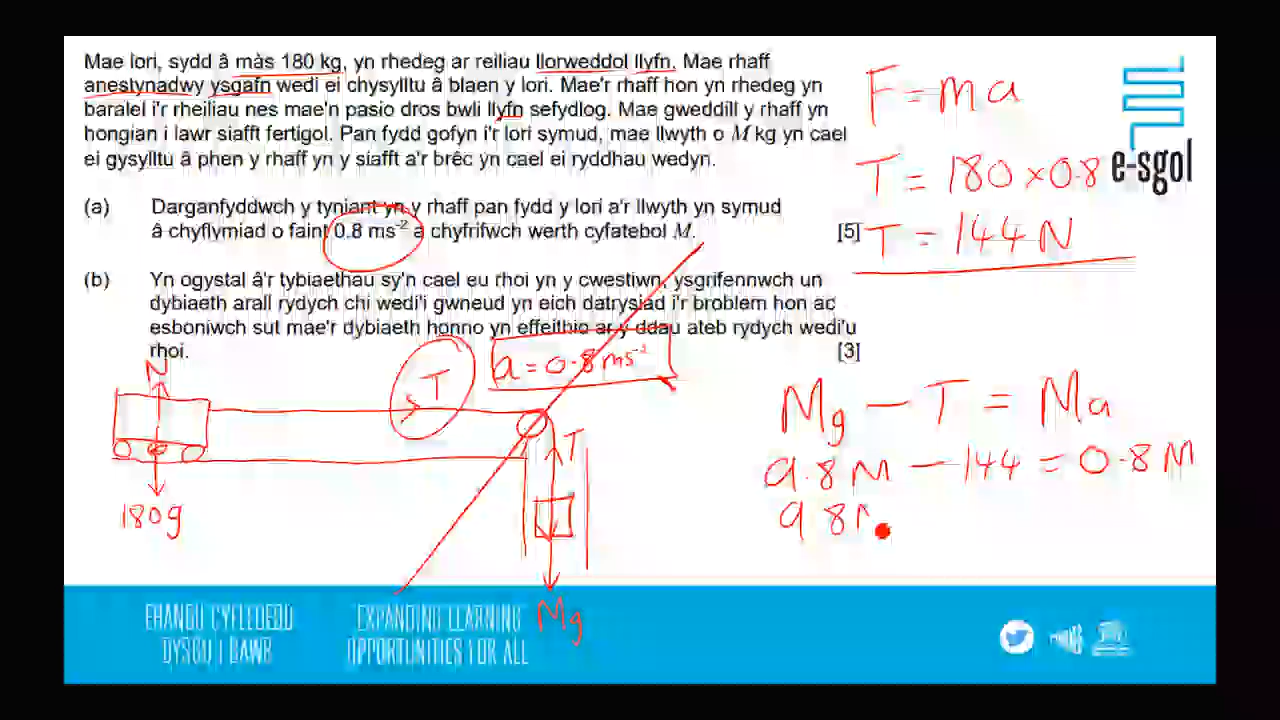 Mae lori, sydd â màs 180 kg, yn rhedeg ar reiliau llorweddol llyfn. Mae rhaff
anestynadwy ysgafn wedi ei chysylltu â blaen y lori. Mae'r rhaff hon yn rhedeg yn
baralel i'r rheiliau nes mae'n pasio dros bwli llyfn sefydlog. Mae gweddill y rhaff yn
hongian i lawr siafft fertigol. Pan fydd gofyn i'r lori symud, mae llwyth o M kg yn cael
ei gysylltu â phen y rhaff yn y siafft a'r brêc yn cael ei ryddhau wedyn.
(a) Darganfyddwch y tyniant yn y rhaff pan fydd y lori a'r llwyth yn symud
â chyflymiad o faint 0.8 ms⁻² a chyfrifwch werth cyfatebol M. [5]
(b) Yn ogystal â'r tybiaethau sy'n cael eu rhoi yn y cwestiwn, ysgrifennwch un
dybiaeth arall rydych chi wedi'i gwneud yn eich datrysiad i'r broblem hon ac
esboniwch sut mae'r dybiaeth honno yn effeithio ar y ddau ateb rydych wedi'u
rhoi. [3]
F = ma
T = 180 × 0.8
T = 144 N
e-sgol
a = 0.8 ms⁻²
N
T
T
180g
Mg
Mg – T = Ma
9.8M – 144 = 0.8M
9.8M
EHANGU CYFLEOEDD
DYSGU I BAWB
EXPANDING LEARNING
OPPORTUNITIES FOR ALL